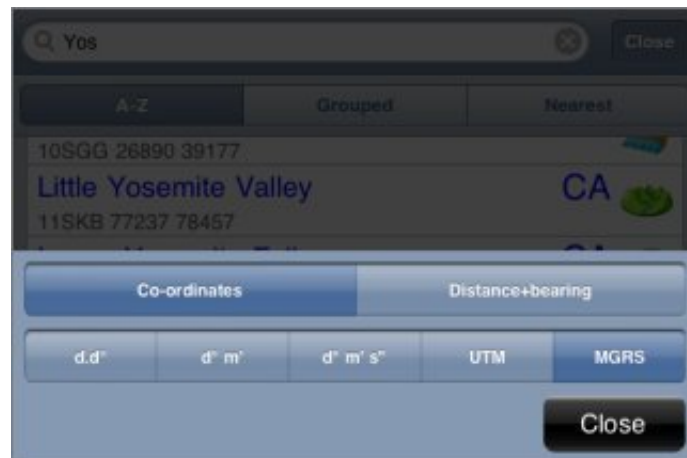 Yos Close
A-Z Grouped Nearest
10SGG 26890 39177
Little Yosemite Valley CA
11SKB 77237 78457
Co-ordinates Distance+bearing
d.d° d° m' d° m' s" UTM MGRS
Close